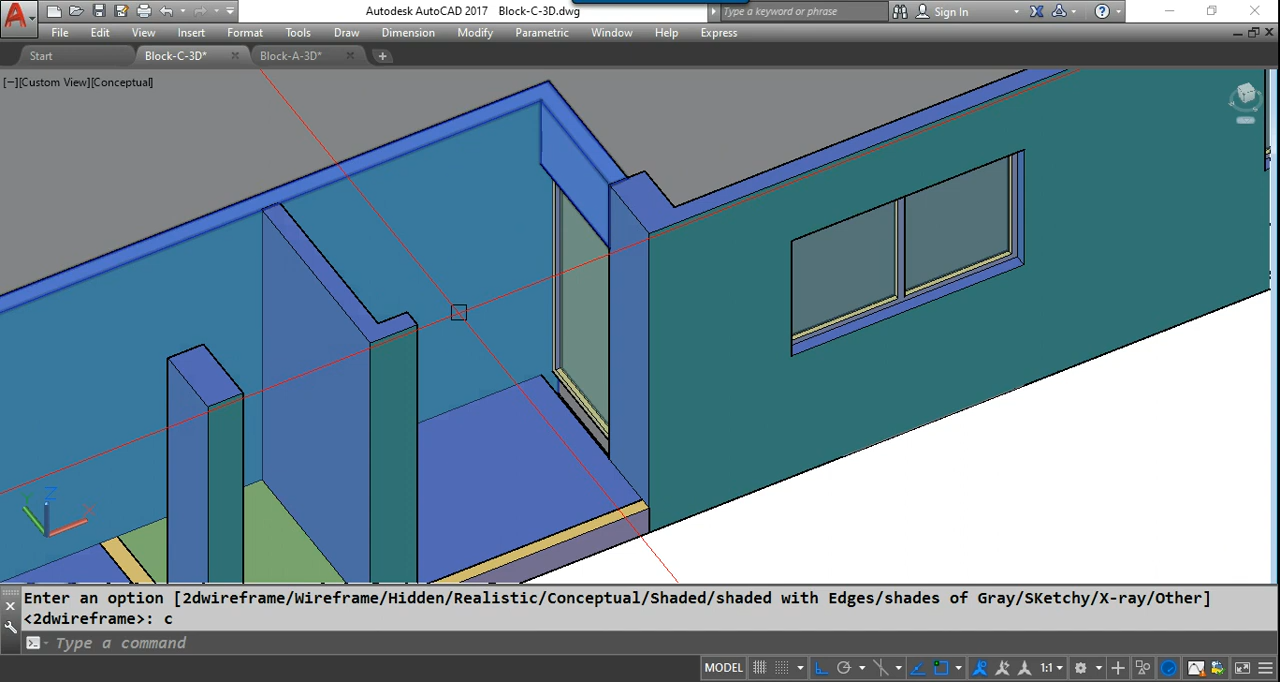 Autodesk AutoCAD 2017 Block-C-3D.dwg
Type a keyword or phrase
Sign In
File Edit View Insert Format Tools Draw Dimension Modify Parametric Window Help Express
Start Block-C-3D* Block-A-3D*
[−][Custom View][Conceptual]
Z
Y
X
Enter an option [2dwireframe/Wireframe/Hidden/Realistic/Conceptual/Shaded/shaded with Edges/shades of Gray/SKetchy/X-ray/Other]
<2dwireframe>: c
Type a command
MODEL 1:1